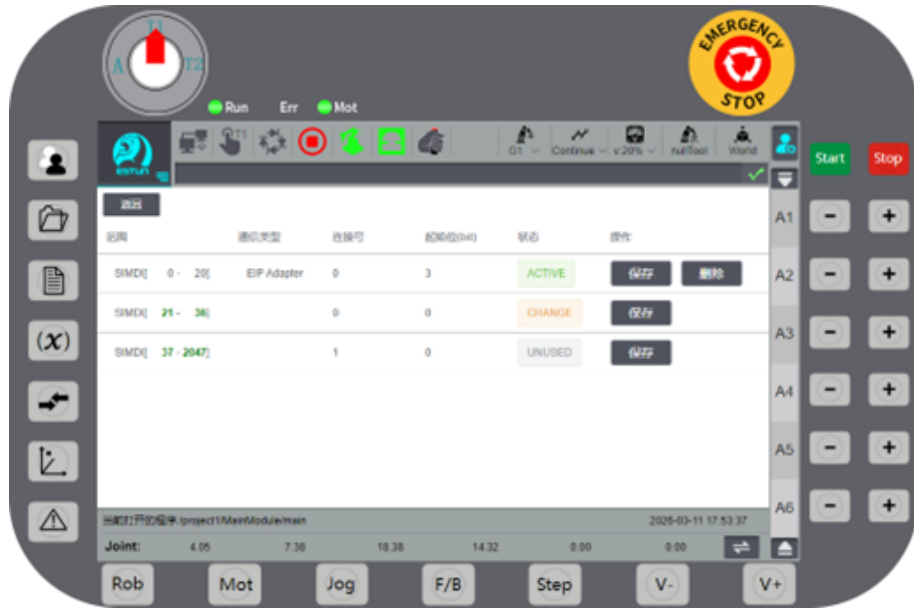 T1
A T2
EMERGENCY
STOP
Run Err Mot
T1
ESTUN
G1 Continue v:20% nullTool World
Start Stop
返回
A1 - +
范围 通信类型 连接号 起始位(bit) 状态 操作
SIMDI[ 0 - 20] EIP Adapter 0 3 ACTIVE 保存 删除
A2 - +
SIMDI[ 21 - 36] 0 0 CHANGE 保存
(x) A3 - +
SIMDI[ 37 - 2047] 1 0 UNUSED 保存
A4 - +
A5 - +
A6 - +
当前打开的程序:/project1/MainModule/main 2026-03-11 17:53:37
Joint: 4.05 7.38 18.38 14.32 0.00 0.00
Rob Mot Jog F/B Step V- V+